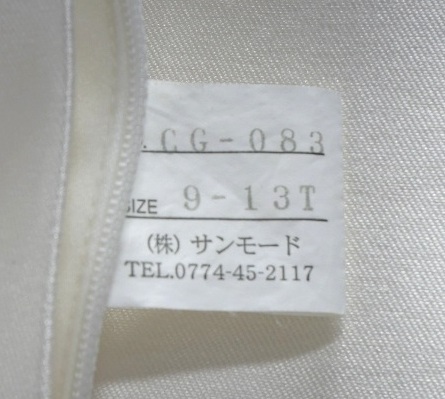 . CG-083
SIZE 9-13T
(株) サンモード
TEL.0774-45-2117